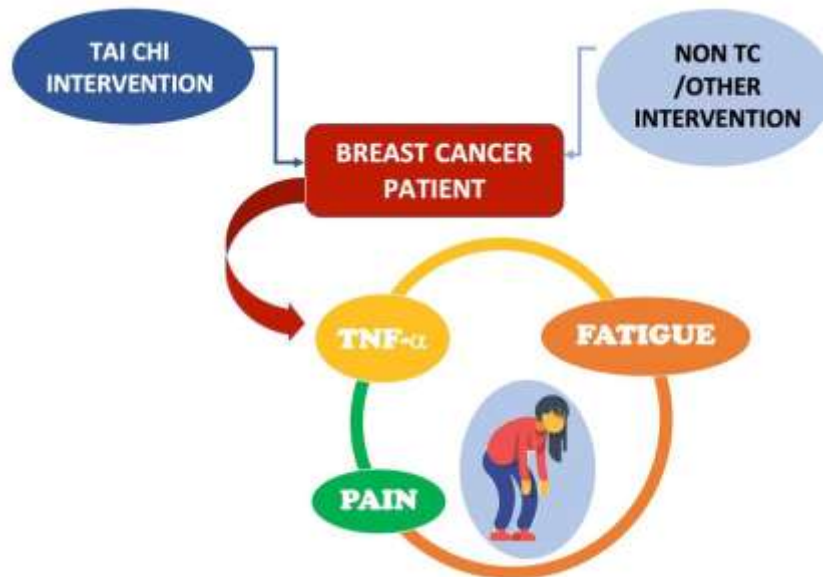 TAI CHI
INTERVENTION
NON TC
/OTHER
INTERVENTION
BREAST CANCER
PATIENT
TNF-α
FATIGUE
PAIN